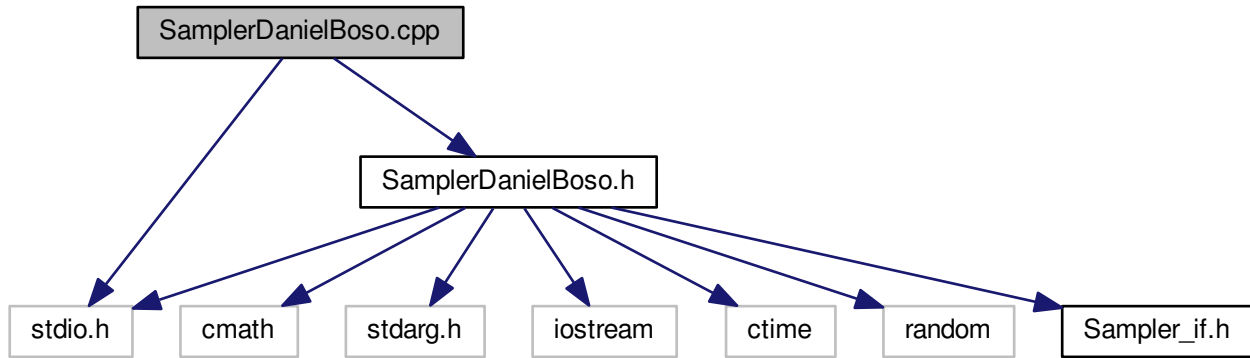 SamplerDanielBoso.cpp
SamplerDanielBoso.h
stdio.h
cmath
stdarg.h
iostream
ctime
random
Sampler_if.h